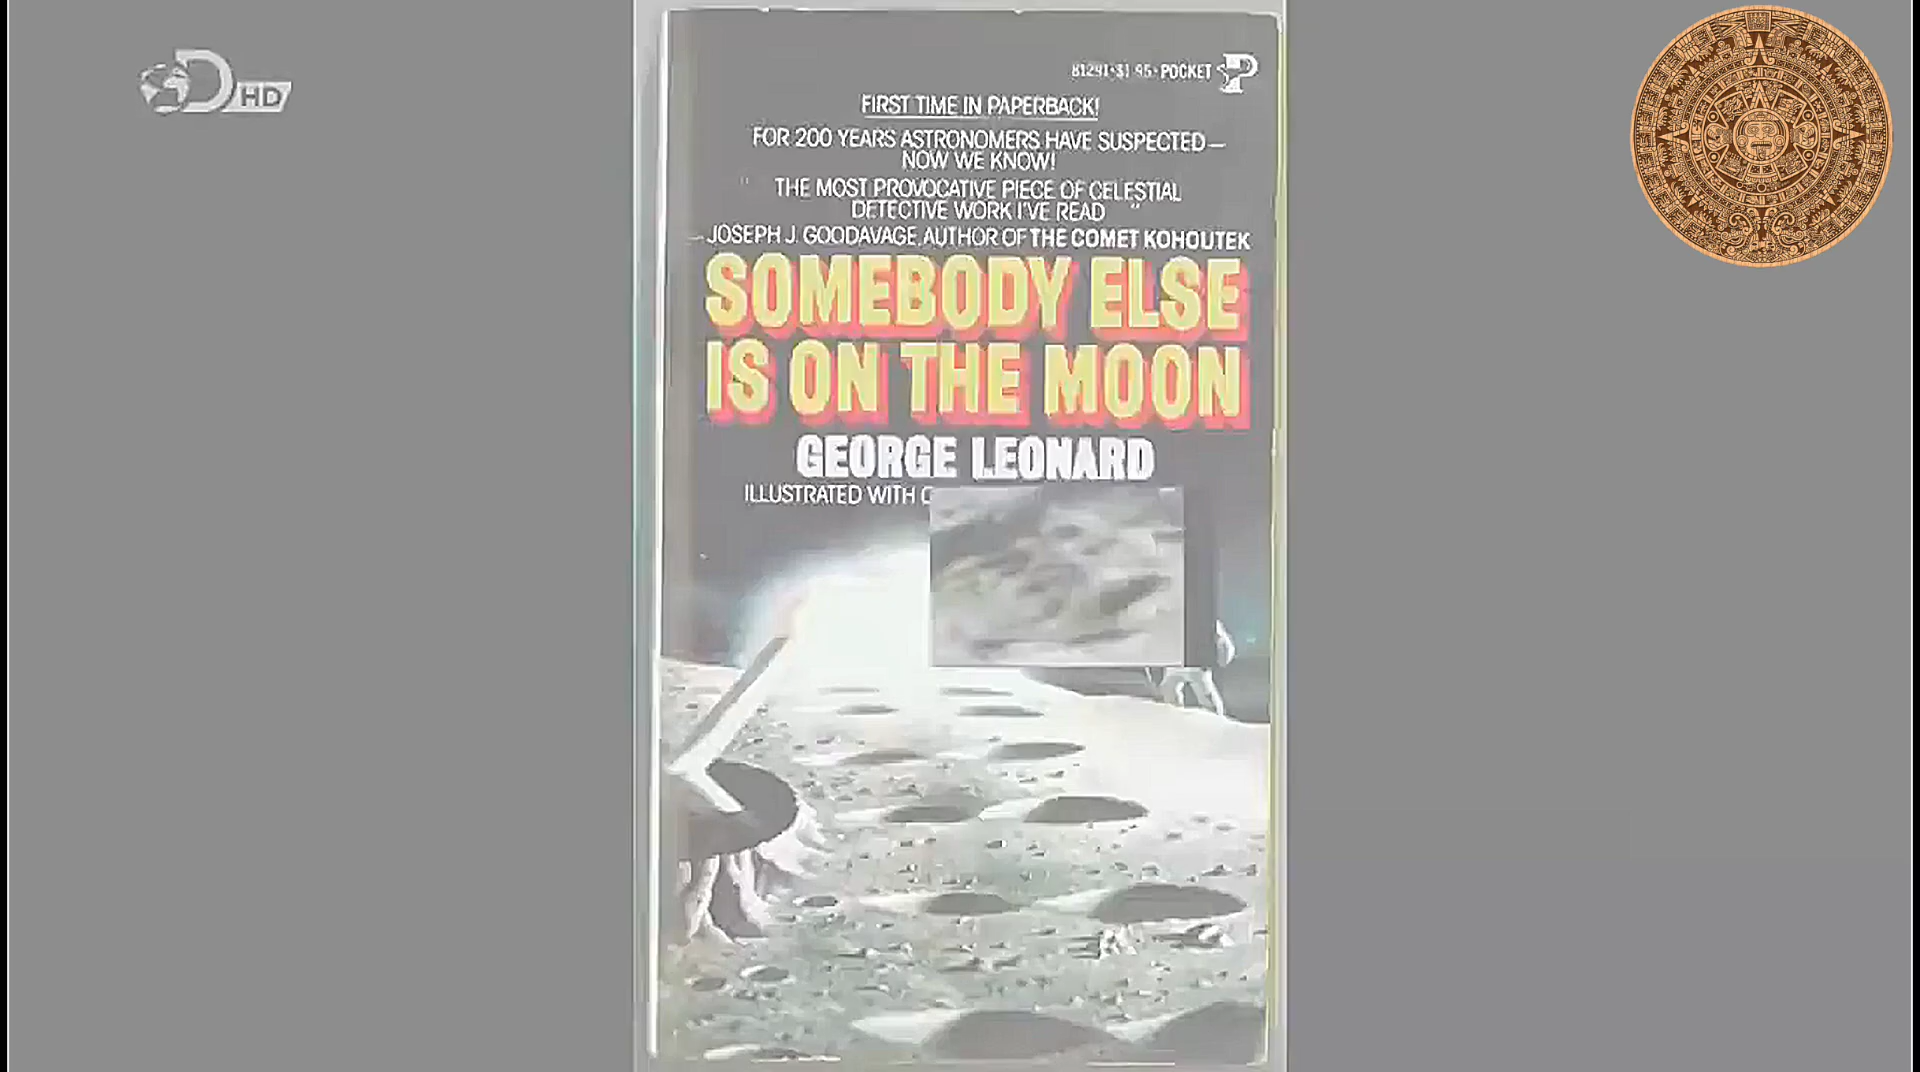 HD
81291·$1.95·POCKET
FIRST TIME IN PAPERBACK!
FOR 200 YEARS ASTRONOMERS HAVE SUSPECTED—
NOW WE KNOW!
"THE MOST PROVOCATIVE PIECE OF CELESTIAL
DETECTIVE WORK I'VE READ"
—JOSEPH J. GOODAVAGE, AUTHOR OF THE COMET KOHOUTEK
SOMEBODY ELSE
IS ON THE MOON
GEORGE LEONARD
ILLUSTRATED WITH